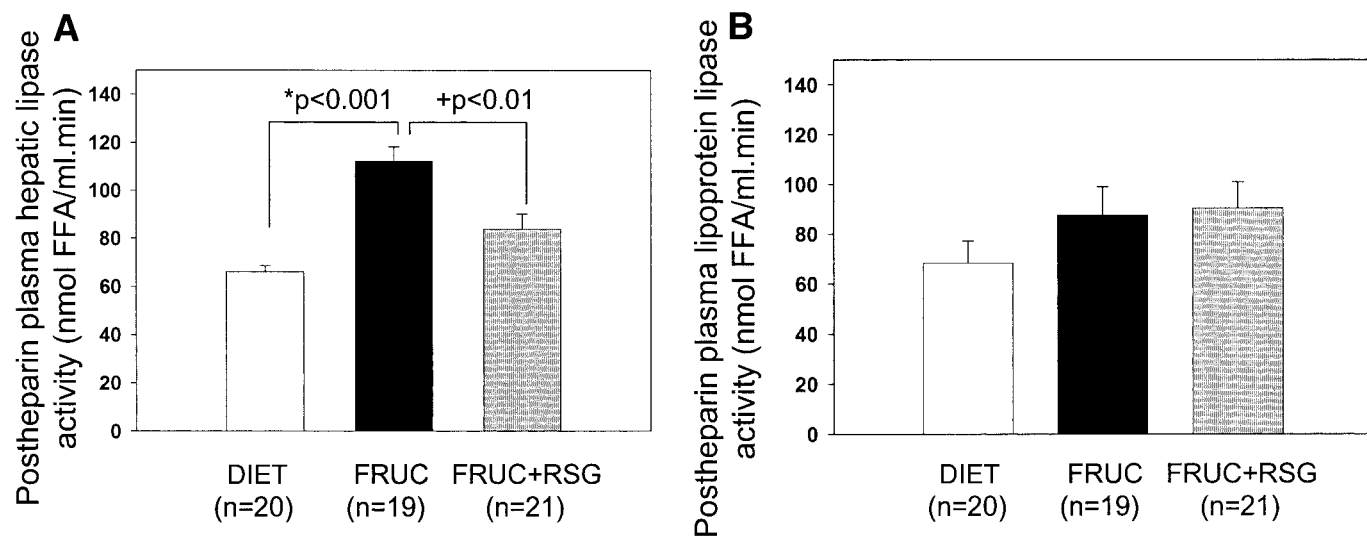 A
Postheparin plasma hepatic lipase
activity (nmol FFA/ml.min)
140
120
100
80
60
40
20
0
*p<0.001
+p<0.01
DIET
(n=20)
FRUC
(n=19)
FRUC+RSG
(n=21)
B
Postheparin plasma lipoprotein lipase
activity (nmol FFA/ml.min)
140
120
100
80
60
40
20
0
DIET
(n=20)
FRUC
(n=19)
FRUC+RSG
(n=21)